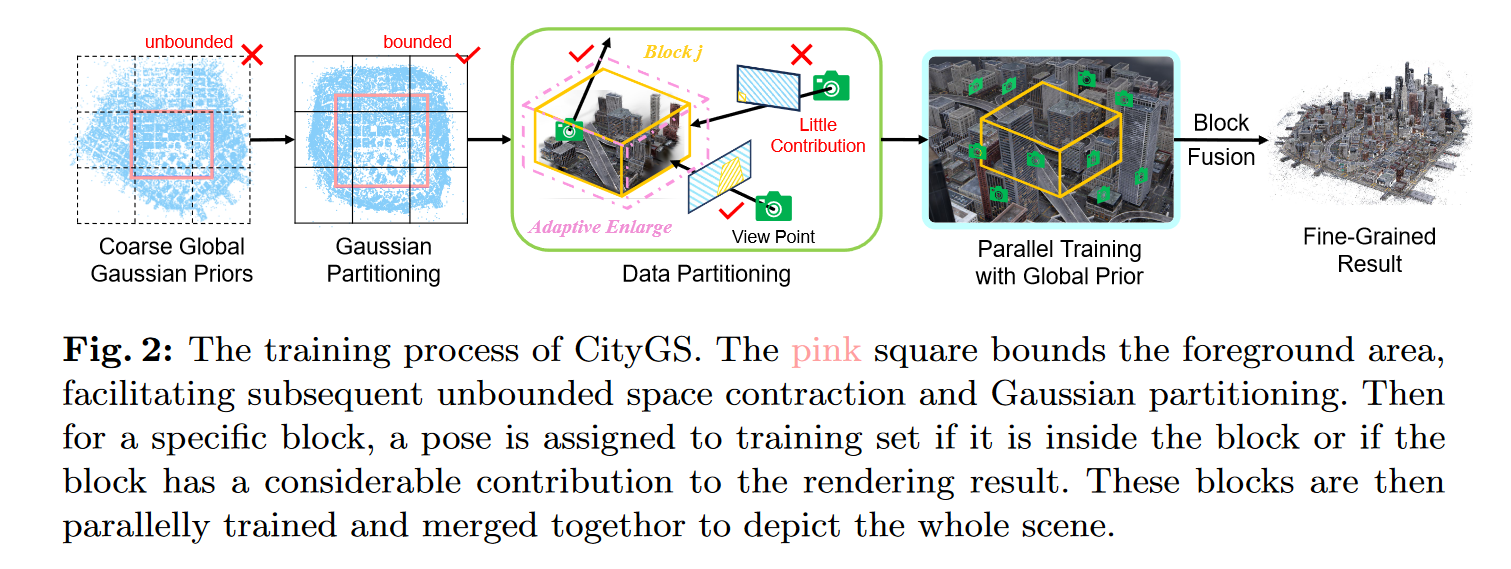 unbounded
bounded
Block j
Little
Contribution
Adaptive Enlarge
View Point
Block
Fusion
Coarse Global
Gaussian Priors
Gaussian
Partitioning
Data Partitioning
Parallel Training
with Global Prior
Fine-Grained
Result
Fig. 2: The training process of CityGS. The pink square bounds the foreground area,
facilitating subsequent unbounded space contraction and Gaussian partitioning. Then
for a specific block, a pose is assigned to training set if it is inside the block or if the
block has a considerable contribution to the rendering result. These blocks are then
parallelly trained and merged togethor to depict the whole scene.